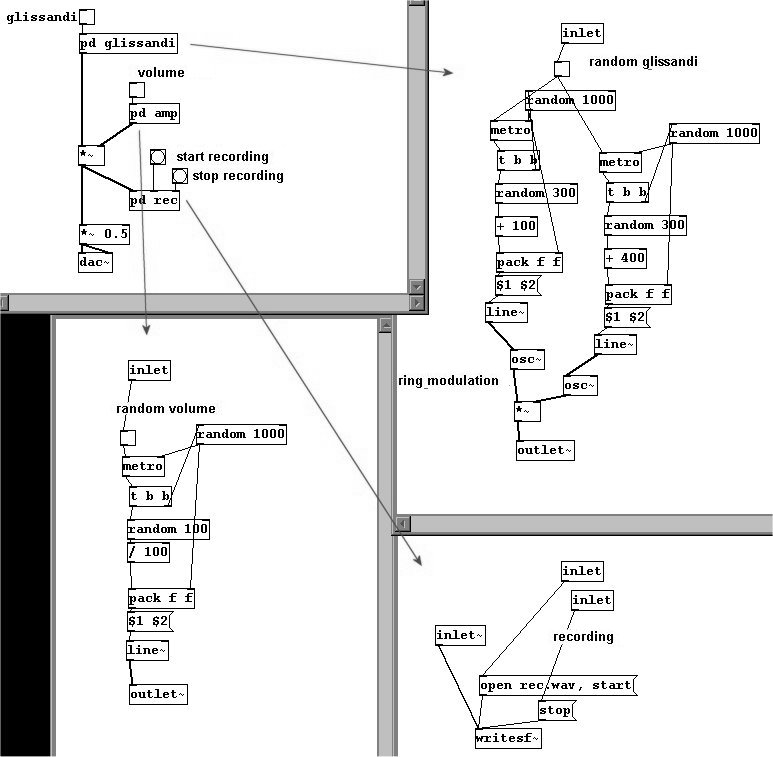 glissandi
pd glissandi
volume
pd amp
*~
start recording
stop recording
pd rec
*~ 0.5
dac~
inlet
random glissandi
random 1000
metro
random 1000
metro
t b b
t b b
random 300
random 300
+ 100
+ 400
pack f f
$1 $2
pack f f
$1 $2
line~
line~
osc~
ring_modulation
osc~
*~
outlet~
inlet
random volume
random 1000
metro
t b b
random 100
/ 100
pack f f
$1 $2
line~
outlet~
inlet
inlet
inlet~
recording
open rec.wav, start
stop
writesf~